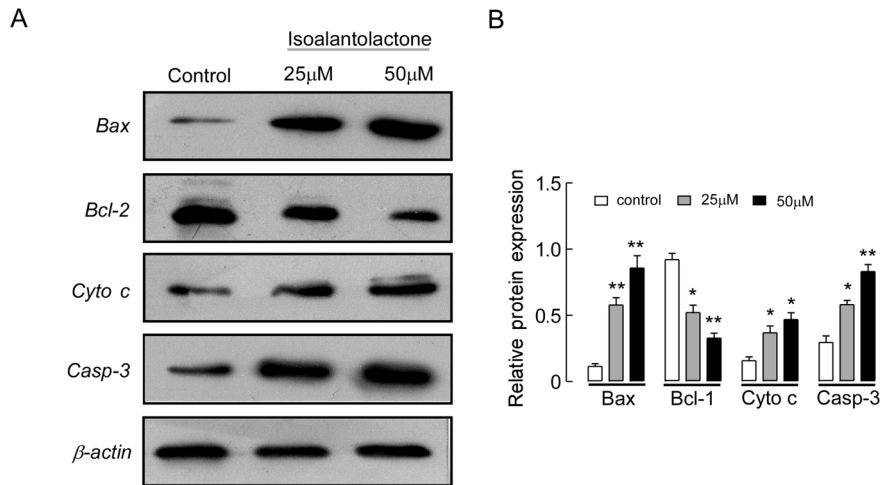 A
Isoalantolactone
Control 25μM 50μM
Bax
Bcl-2
Cyto c
Casp-3
β-actin
B
Relative protein expression
1.5
1.0
0.5
0
control 25μM 50μM
** **
* **
* *
* **
Bax Bcl-1 Cyto c Casp-3